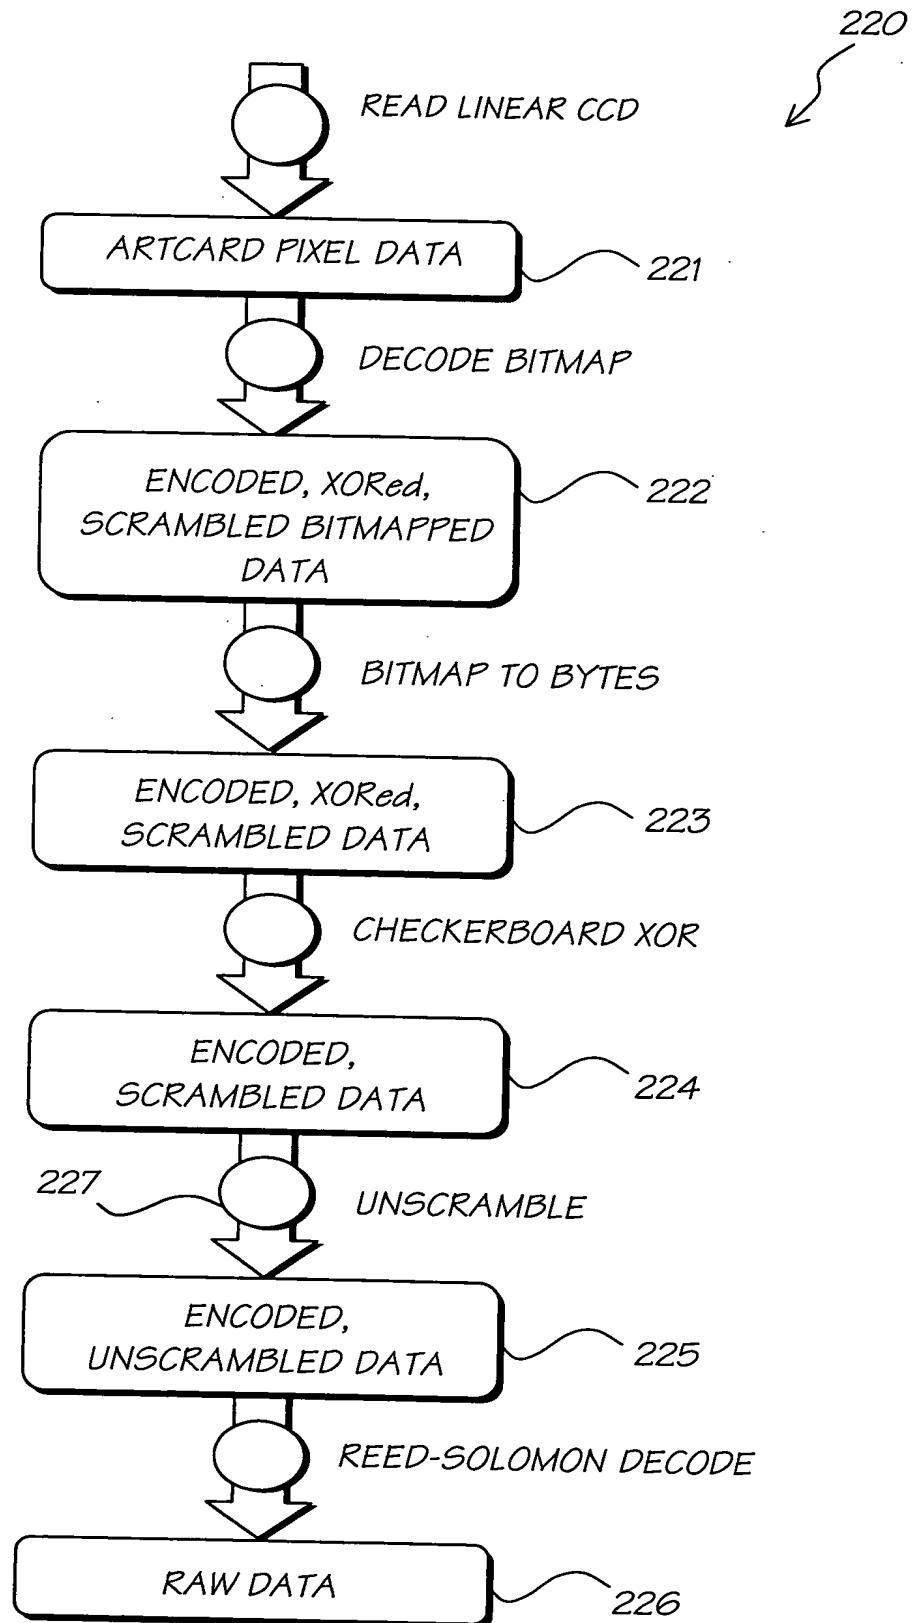 220
READ LINEAR CCD
ARTCARD PIXEL DATA
221
DECODE BITMAP
ENCODED, XORed,
SCRAMBLED BITMAPPED
DATA
222
BITMAP TO BYTES
ENCODED, XORed,
SCRAMBLED DATA
223
CHECKERBOARD XOR
ENCODED,
SCRAMBLED DATA
224
227
UNSCRAMBLE
ENCODED,
UNSCRAMBLED DATA
225
REED-SOLOMON DECODE
RAW DATA
226